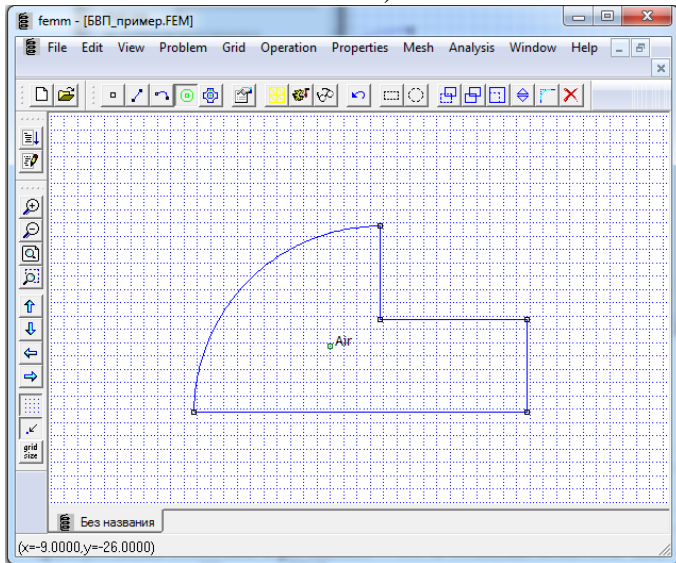 femm - [БВП_пример.FEM]
File Edit View Problem Grid Operation Properties Mesh Analysis Window Help
Air
grid
size
Без названия
(x=-9.0000,y=-26.0000)